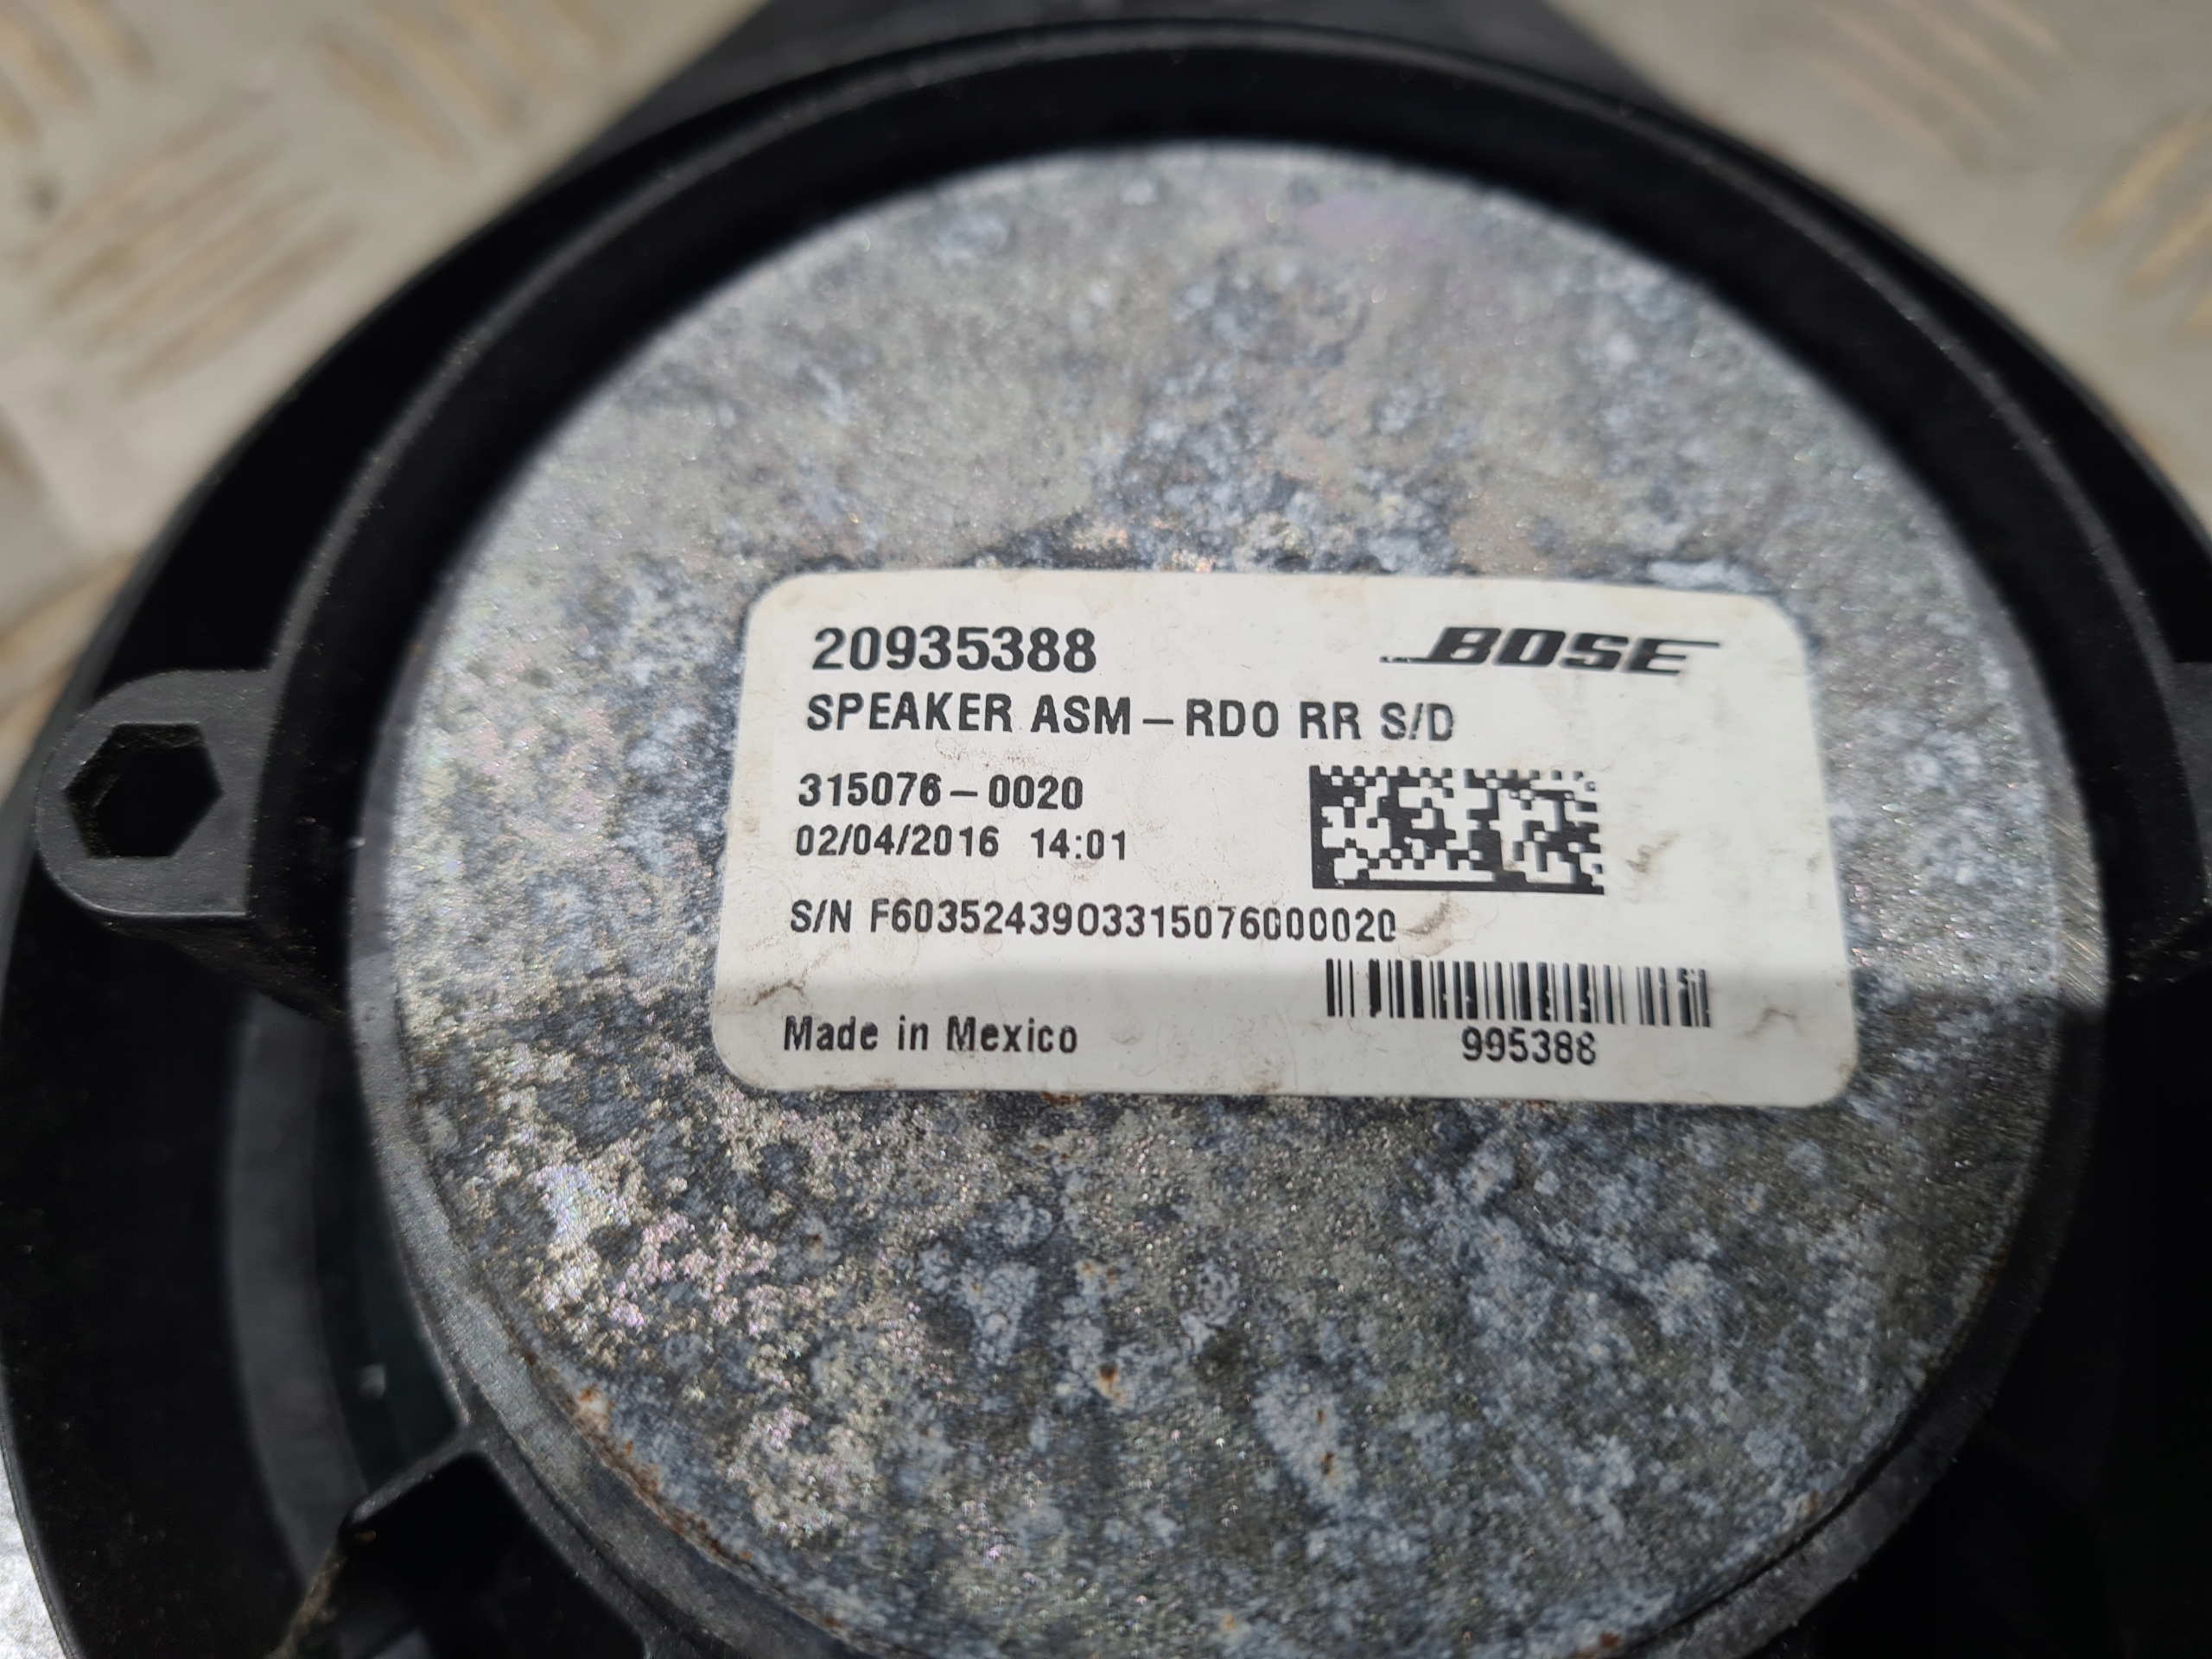 20935388 BOSE
SPEAKER ASM – RDO RR S/D
315076 – 0020
02/04/2016 14:01
S/N F6035243903315076000020
Made in Mexico
995388